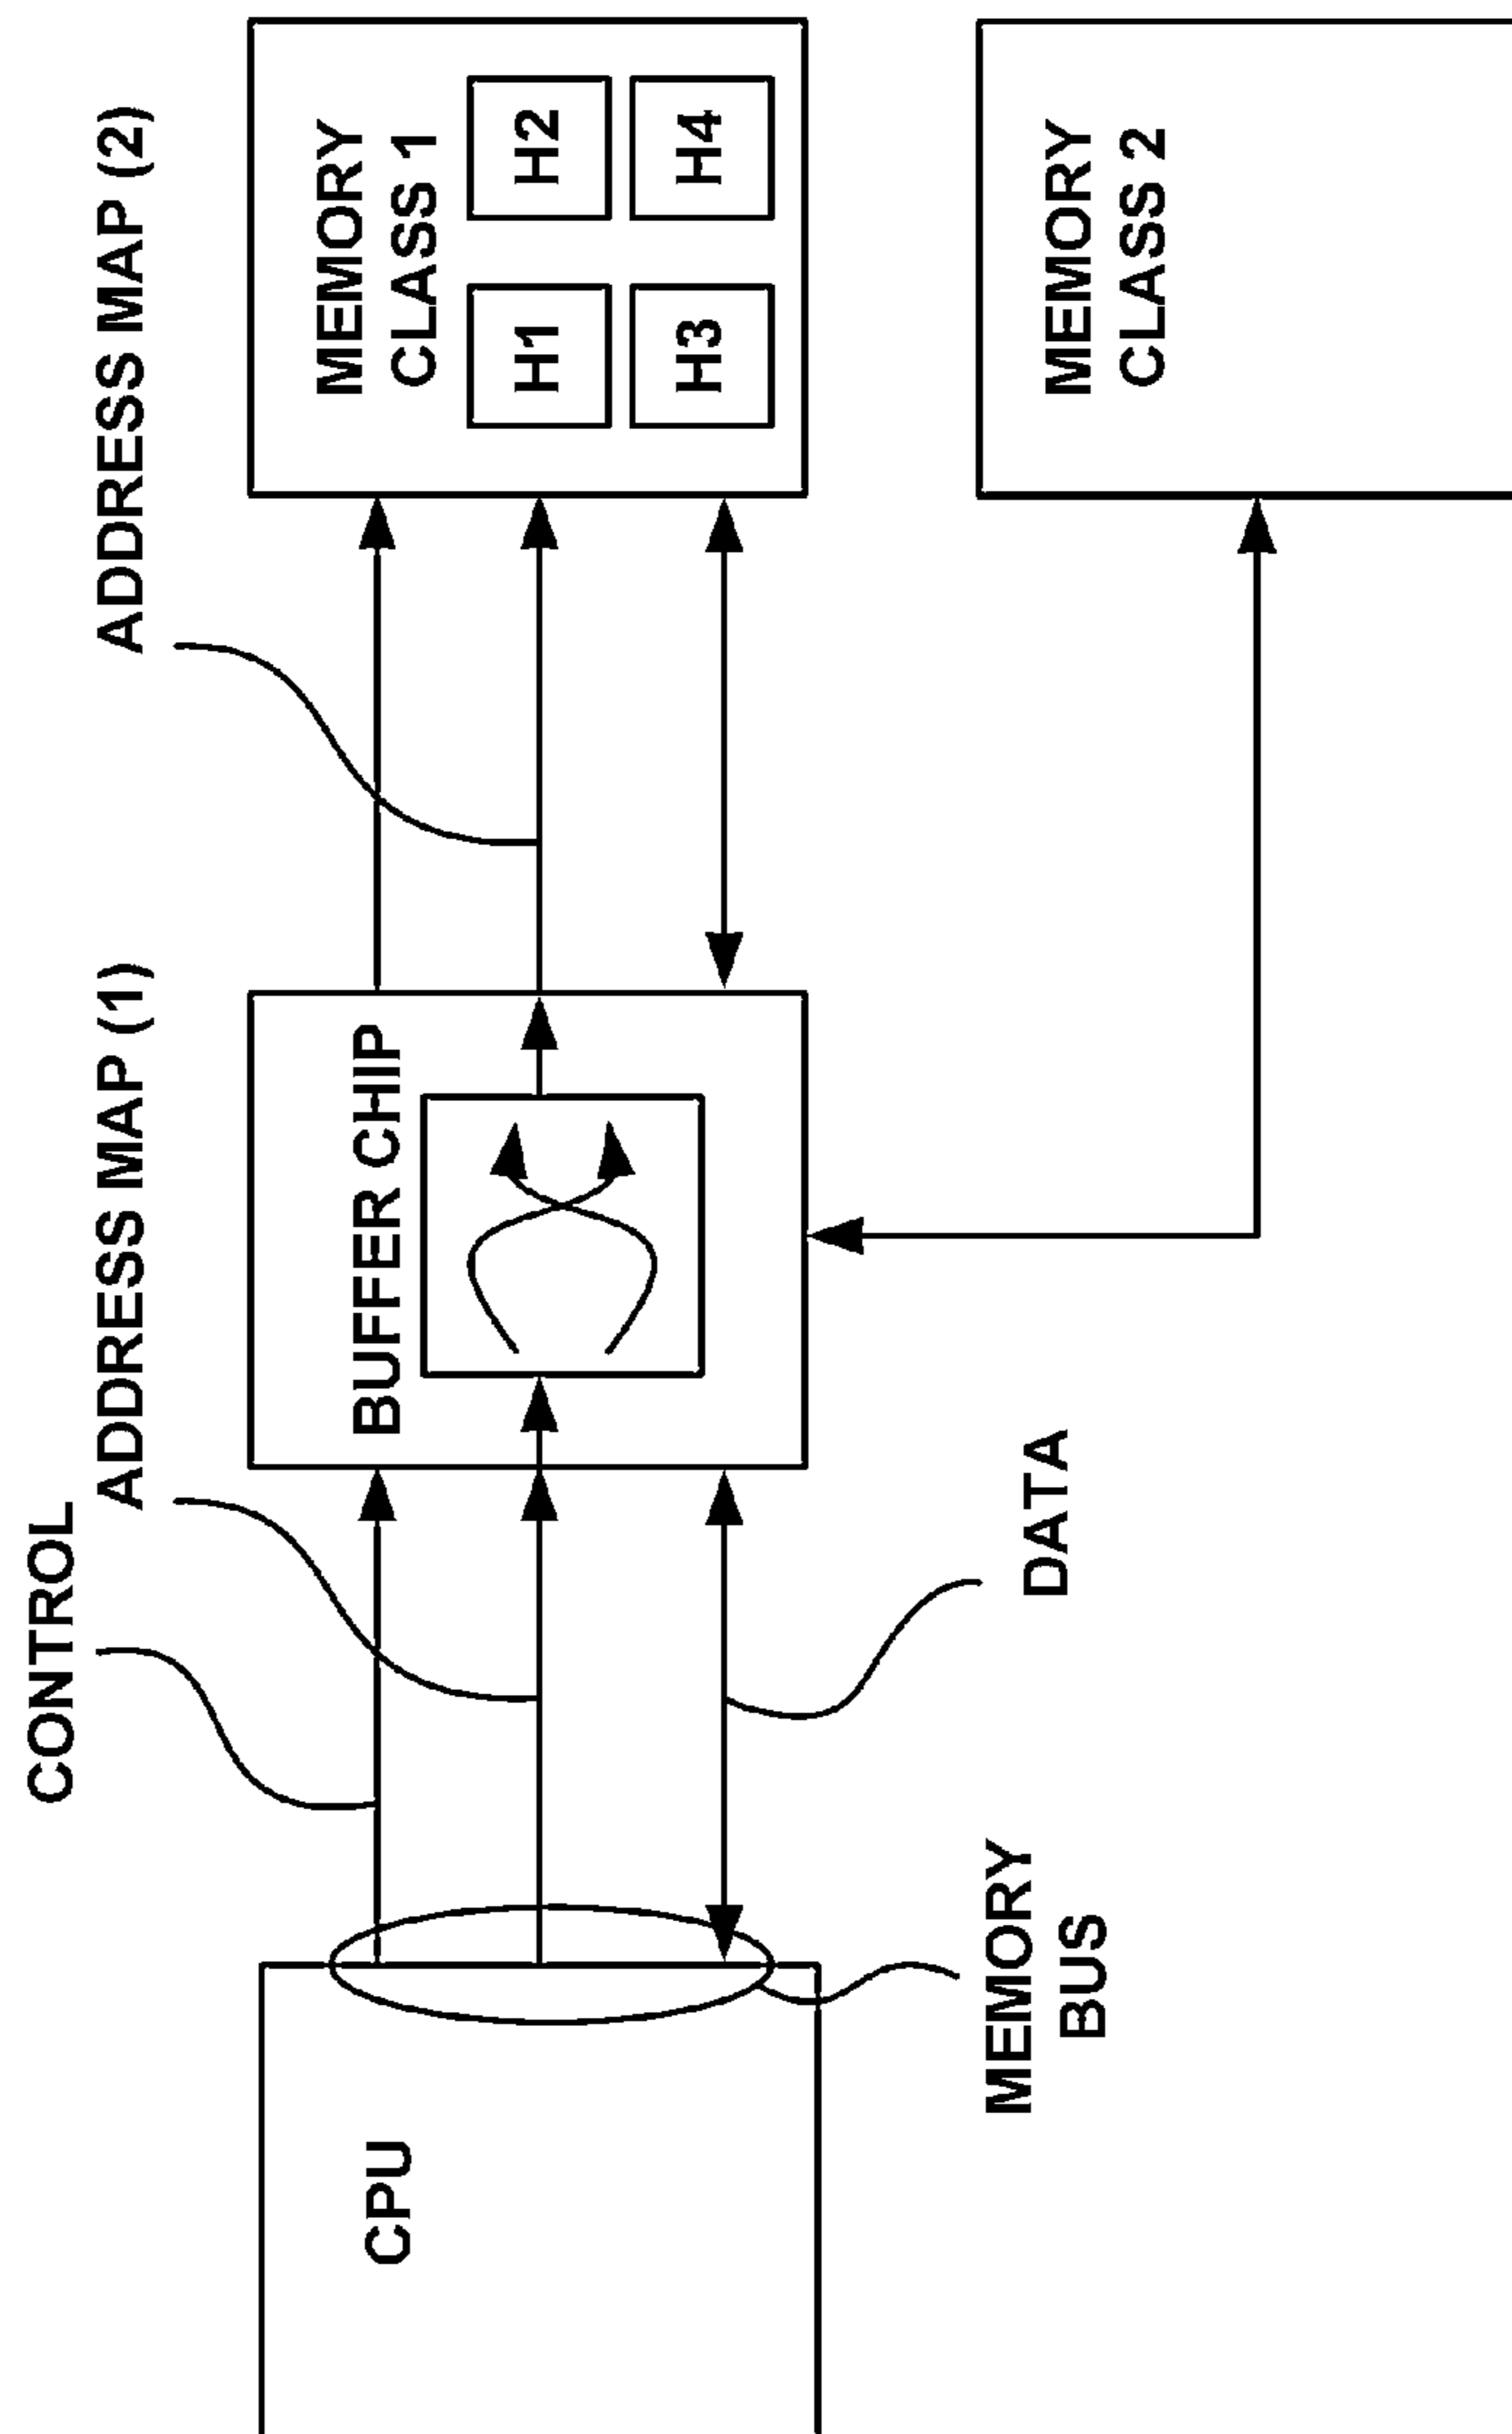 CONTROL
ADDRESS MAP (1)
ADDRESS MAP (2)
CPU
BUFFER CHIP
MEMORY
CLASS 1
H1
H2
H3
H4
DATA
MEMORY
BUS
MEMORY
CLASS 2